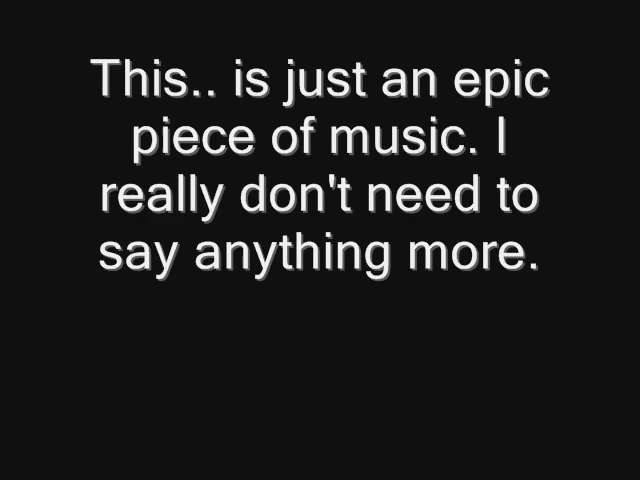 This.. is just an epic
piece of music. I
really don't need to
say anything more.